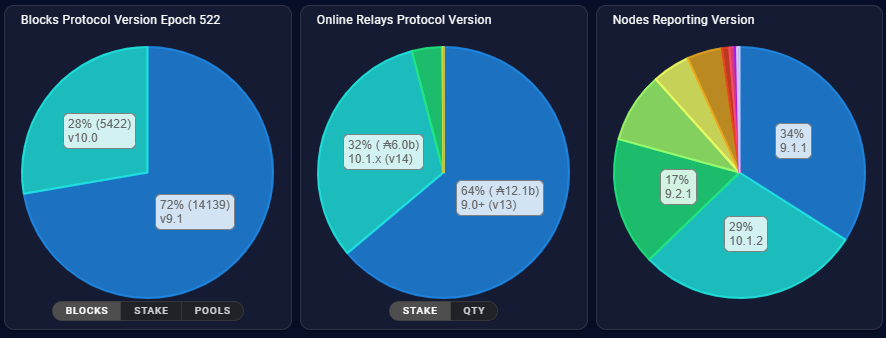 Blocks Protocol Version Epoch 522
28% (5422)
v10.0
72% (14139)
v9.1
BLOCKS
STAKE
POOLS
Online Relays Protocol Version
32% ( ₳6.0b)
10.1.x (v14)
64% ( ₳12.1b)
9.0+ (v13)
STAKE
QTY
Nodes Reporting Version
34%
9.1.1
17%
9.2.1
29%
10.1.2